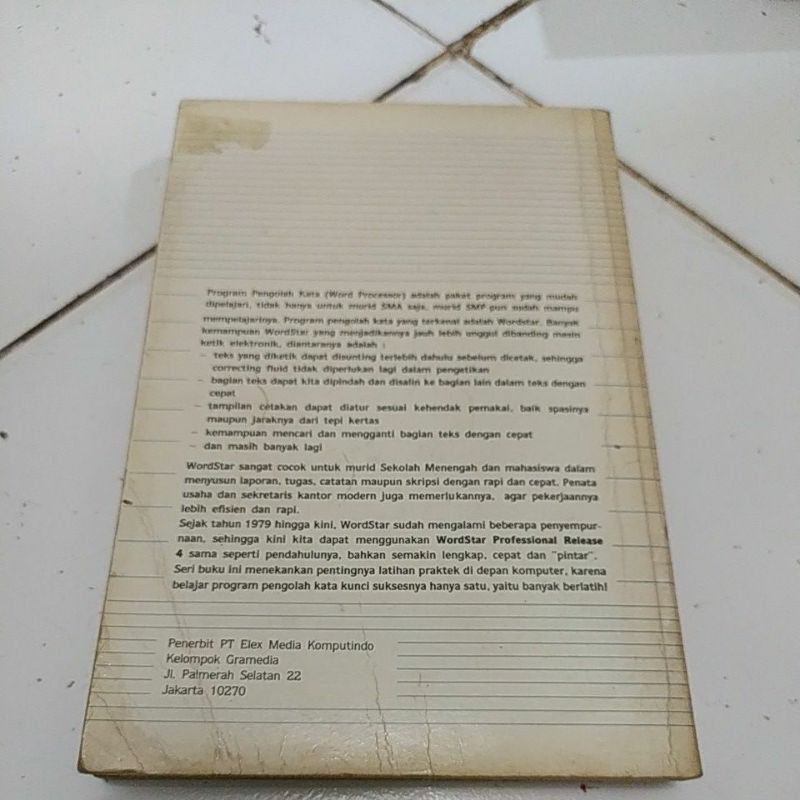 Program Pengolah Kata (Word Processor) adalah paket program yang mudah
dipelajari, tidak hanya untuk murid SMA saja, murid SMP pun sudah mampu
mempelajarinya. Program pengolah kata yang terkenal adalah Wordstar. Banyak
kemampuan WordStar yang menjadikannya jauh lebih unggul dibanding mesin
ketik elektronik, diantaranya adalah :
– teks yang diketik dapat disunting terlebih dahulu sebelum dicetak, sehingga
correcting fluid tidak diperlukan lagi dalam pengetikan
– bagian teks dapat kita dipindah dan disalin ke bagian lain dalam teks dengan
cepat
– tampilan cetakan dapat diatur sesuai kehendak pemakai, baik spasinya
maupun jaraknya dari tepi kertas
– kemampuan mencari dan mengganti bagian teks dengan cepat
– dan masih banyak lagi
WordStar sangat cocok untuk murid Sekolah Menengah dan mahasiswa dalam
menyusun laporan, tugas, catatan maupun skripsi dengan rapi dan cepat. Penata
usaha dan sekretaris kantor modern juga memerlukannya, agar pekerjaannya
lebih efisien dan rapi.
Sejak tahun 1979 hingga kini, WordStar sudah mengalami beberapa penyempur-
naan, sehingga kini kita dapat menggunakan WordStar Professional Release
4 sama seperti pendahulunya, bahkan semakin lengkap, cepat dan "pintar".
Seri buku ini menekankan pentingnya latihan praktek di depan komputer, karena
belajar program pengolah kata kunci suksesnya hanya satu, yaitu banyak berlatih!
Penerbit PT Elex Media Komputindo
Kelompok Gramedia
Jl. Palmerah Selatan 22
Jakarta 10270